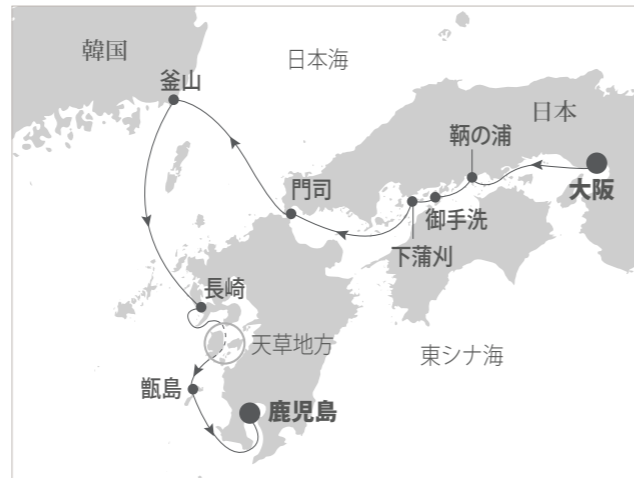 韓国
日本海
釜山
日本
鞆の浦
大阪
門司
御手洗
下蒲刈
長崎
天草地方
東シナ海
甑島
鹿児島